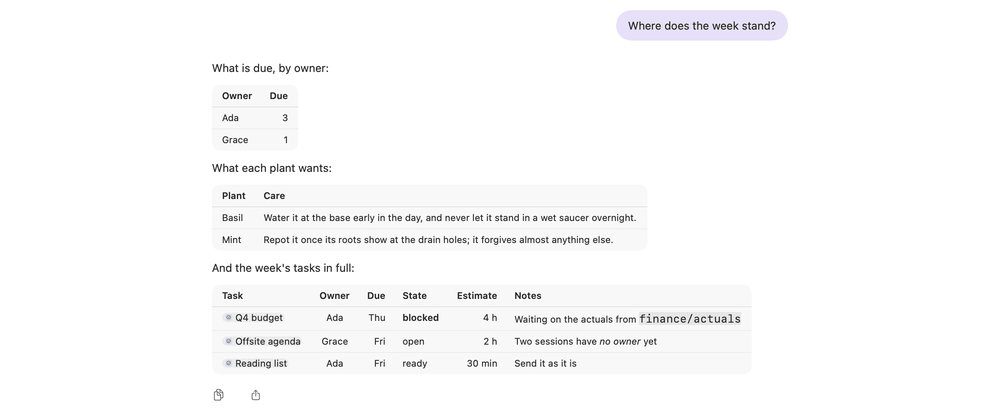 Where does the week stand?
What is due, by owner:
Owner Due
Ada 3
Grace 1
What each plant wants:
Plant Care
Basil Water it at the base early in the day, and never let it stand in a wet saucer overnight.
Mint Repot it once its roots show at the drain holes; it forgives almost anything else.
And the week's tasks in full:
Task Owner Due State Estimate Notes
Q4 budget Ada Thu blocked 4 h Waiting on the actuals from finance/actuals
Offsite agenda Grace Fri open 2 h Two sessions have no owner yet
Reading list Ada Fri ready 30 min Send it as it is